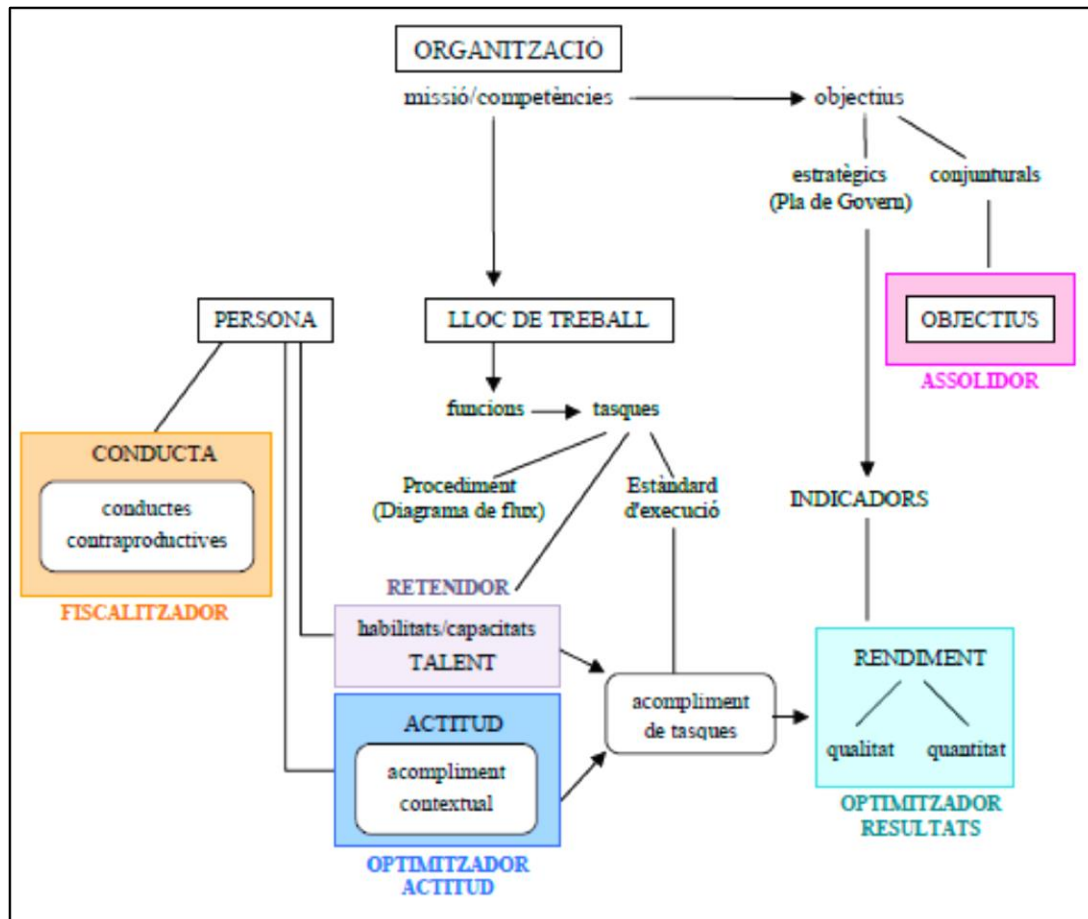 ORGANITZACIÓ
missió/competències
objectius
estratègics
(Pla de Govern)
conjunturals
PERSONA
LLOC DE TREBALL
OBJECTIUS
ASSOLIDOR
funcions
tasques
CONDUCTA
conductes
contraproductives
FISCALITZADOR
Procediment
(Diagrama de flux)
Estàndard
d'execució
INDICADORS
RETENIDOR
habilitats/capacitats
TALENT
ACTITUD
acompliment
contextual
OPTIMITZADOR
ACTITUD
acompliment
de tasques
RENDIMENT
qualitat
quantitat
OPTIMITZADOR
RESULTATS